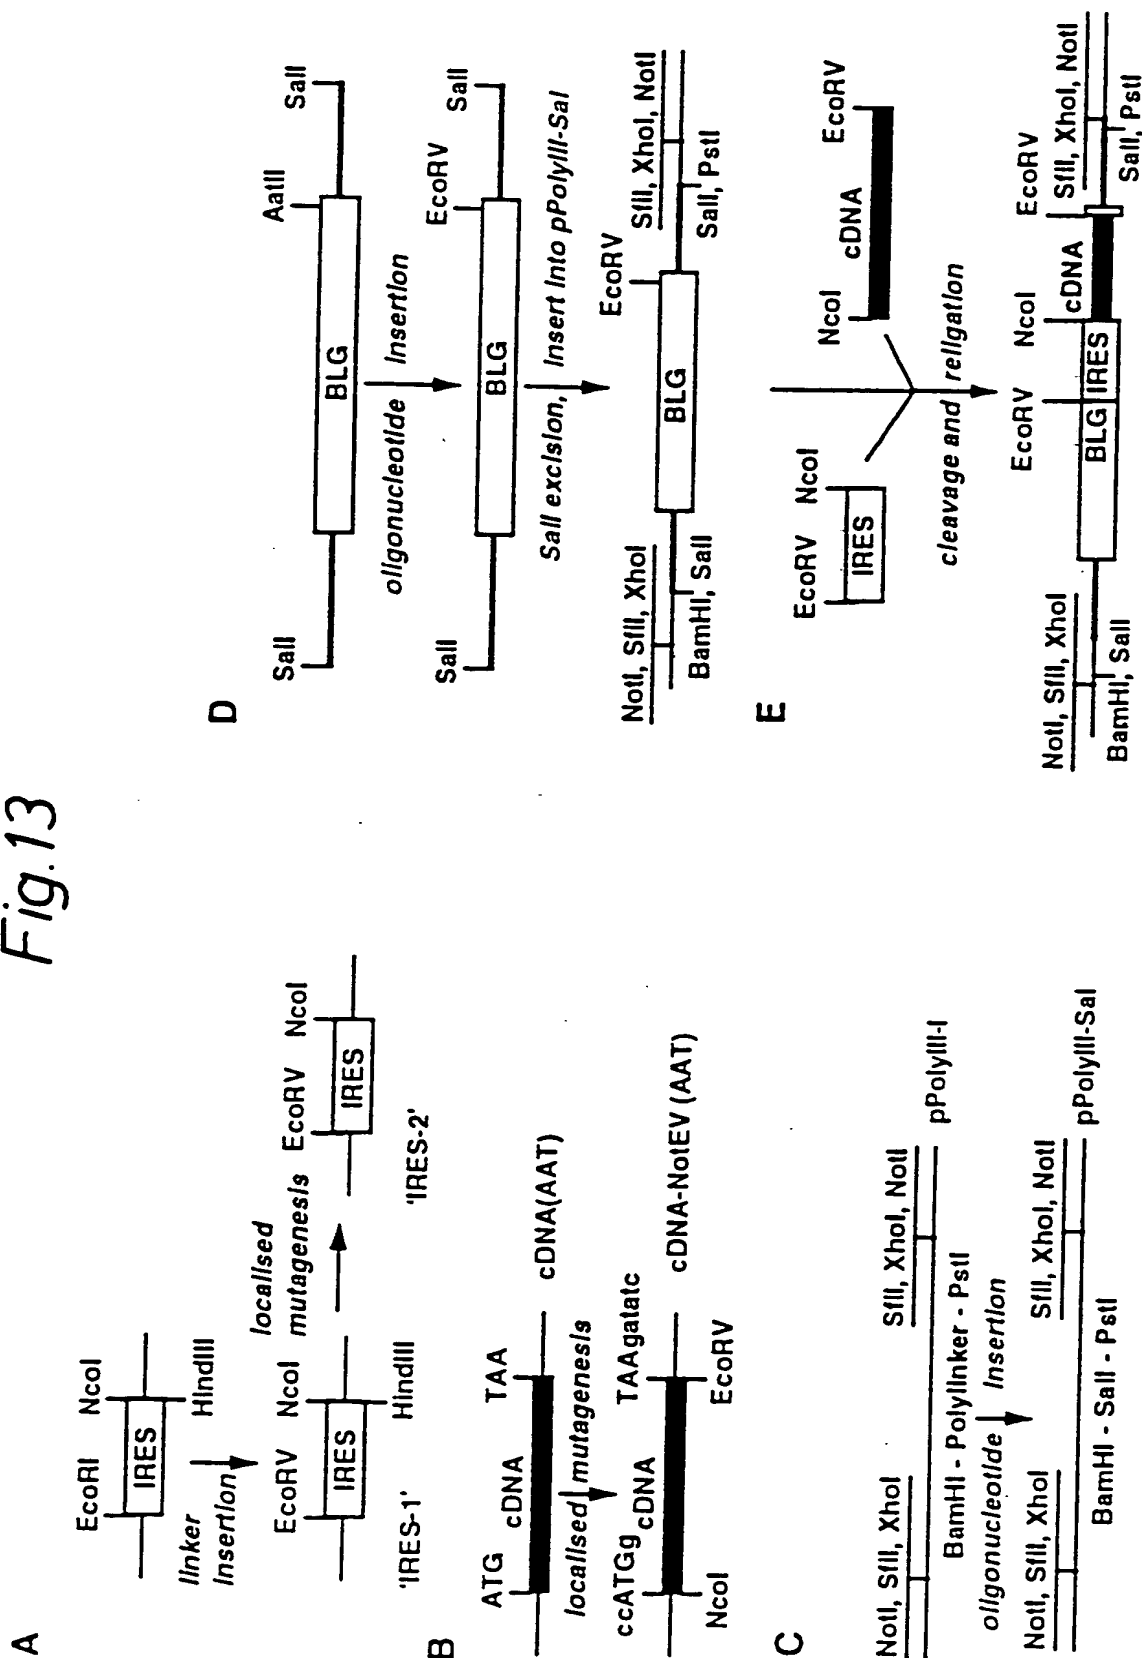 Fig.13
A
EcoRI NcoI
IRES
HindIII
linker
insertion
EcoRV NcoI
IRES
HindIII
'IRES-1'
localised
mutagenesis
EcoRV NcoI
IRES
'IRES-2'
B
ATG cDNA TAA
cDNA(AAT)
localised mutagenesis
ccATGg cDNA TAAgatatc
NcoI EcoRV
cDNA-NotEV (AAT)
C
NotI, SfiI, XhoI SfiI, XhoI, NotI
pPolyIII-I
BamHI - Polylinker - PstI
oligonucleotide insertion
NotI, SfiI, XhoI SfiI, XhoI, NotI
pPolyIII-Sal
BamHI - SalI - PstI
D
SalI AatII SalI
BLG
oligonucleotide insertion
SalI EcoRV SalI
BLG
SalI excision, insert into pPolyIII-Sal
NotI, SfiI, XhoI EcoRV SfiI, XhoI, NotI
BLG
BamHI, SalI SalI, PstI
E
EcoRV NcoI
IRES
NcoI cDNA EcoRV
cleavage and religation
NotI, SfiI, XhoI EcoRV NcoI EcoRV SfiI, XhoI, NotI
BLG IRES cDNA
BamHI, SalI SalI, PstI